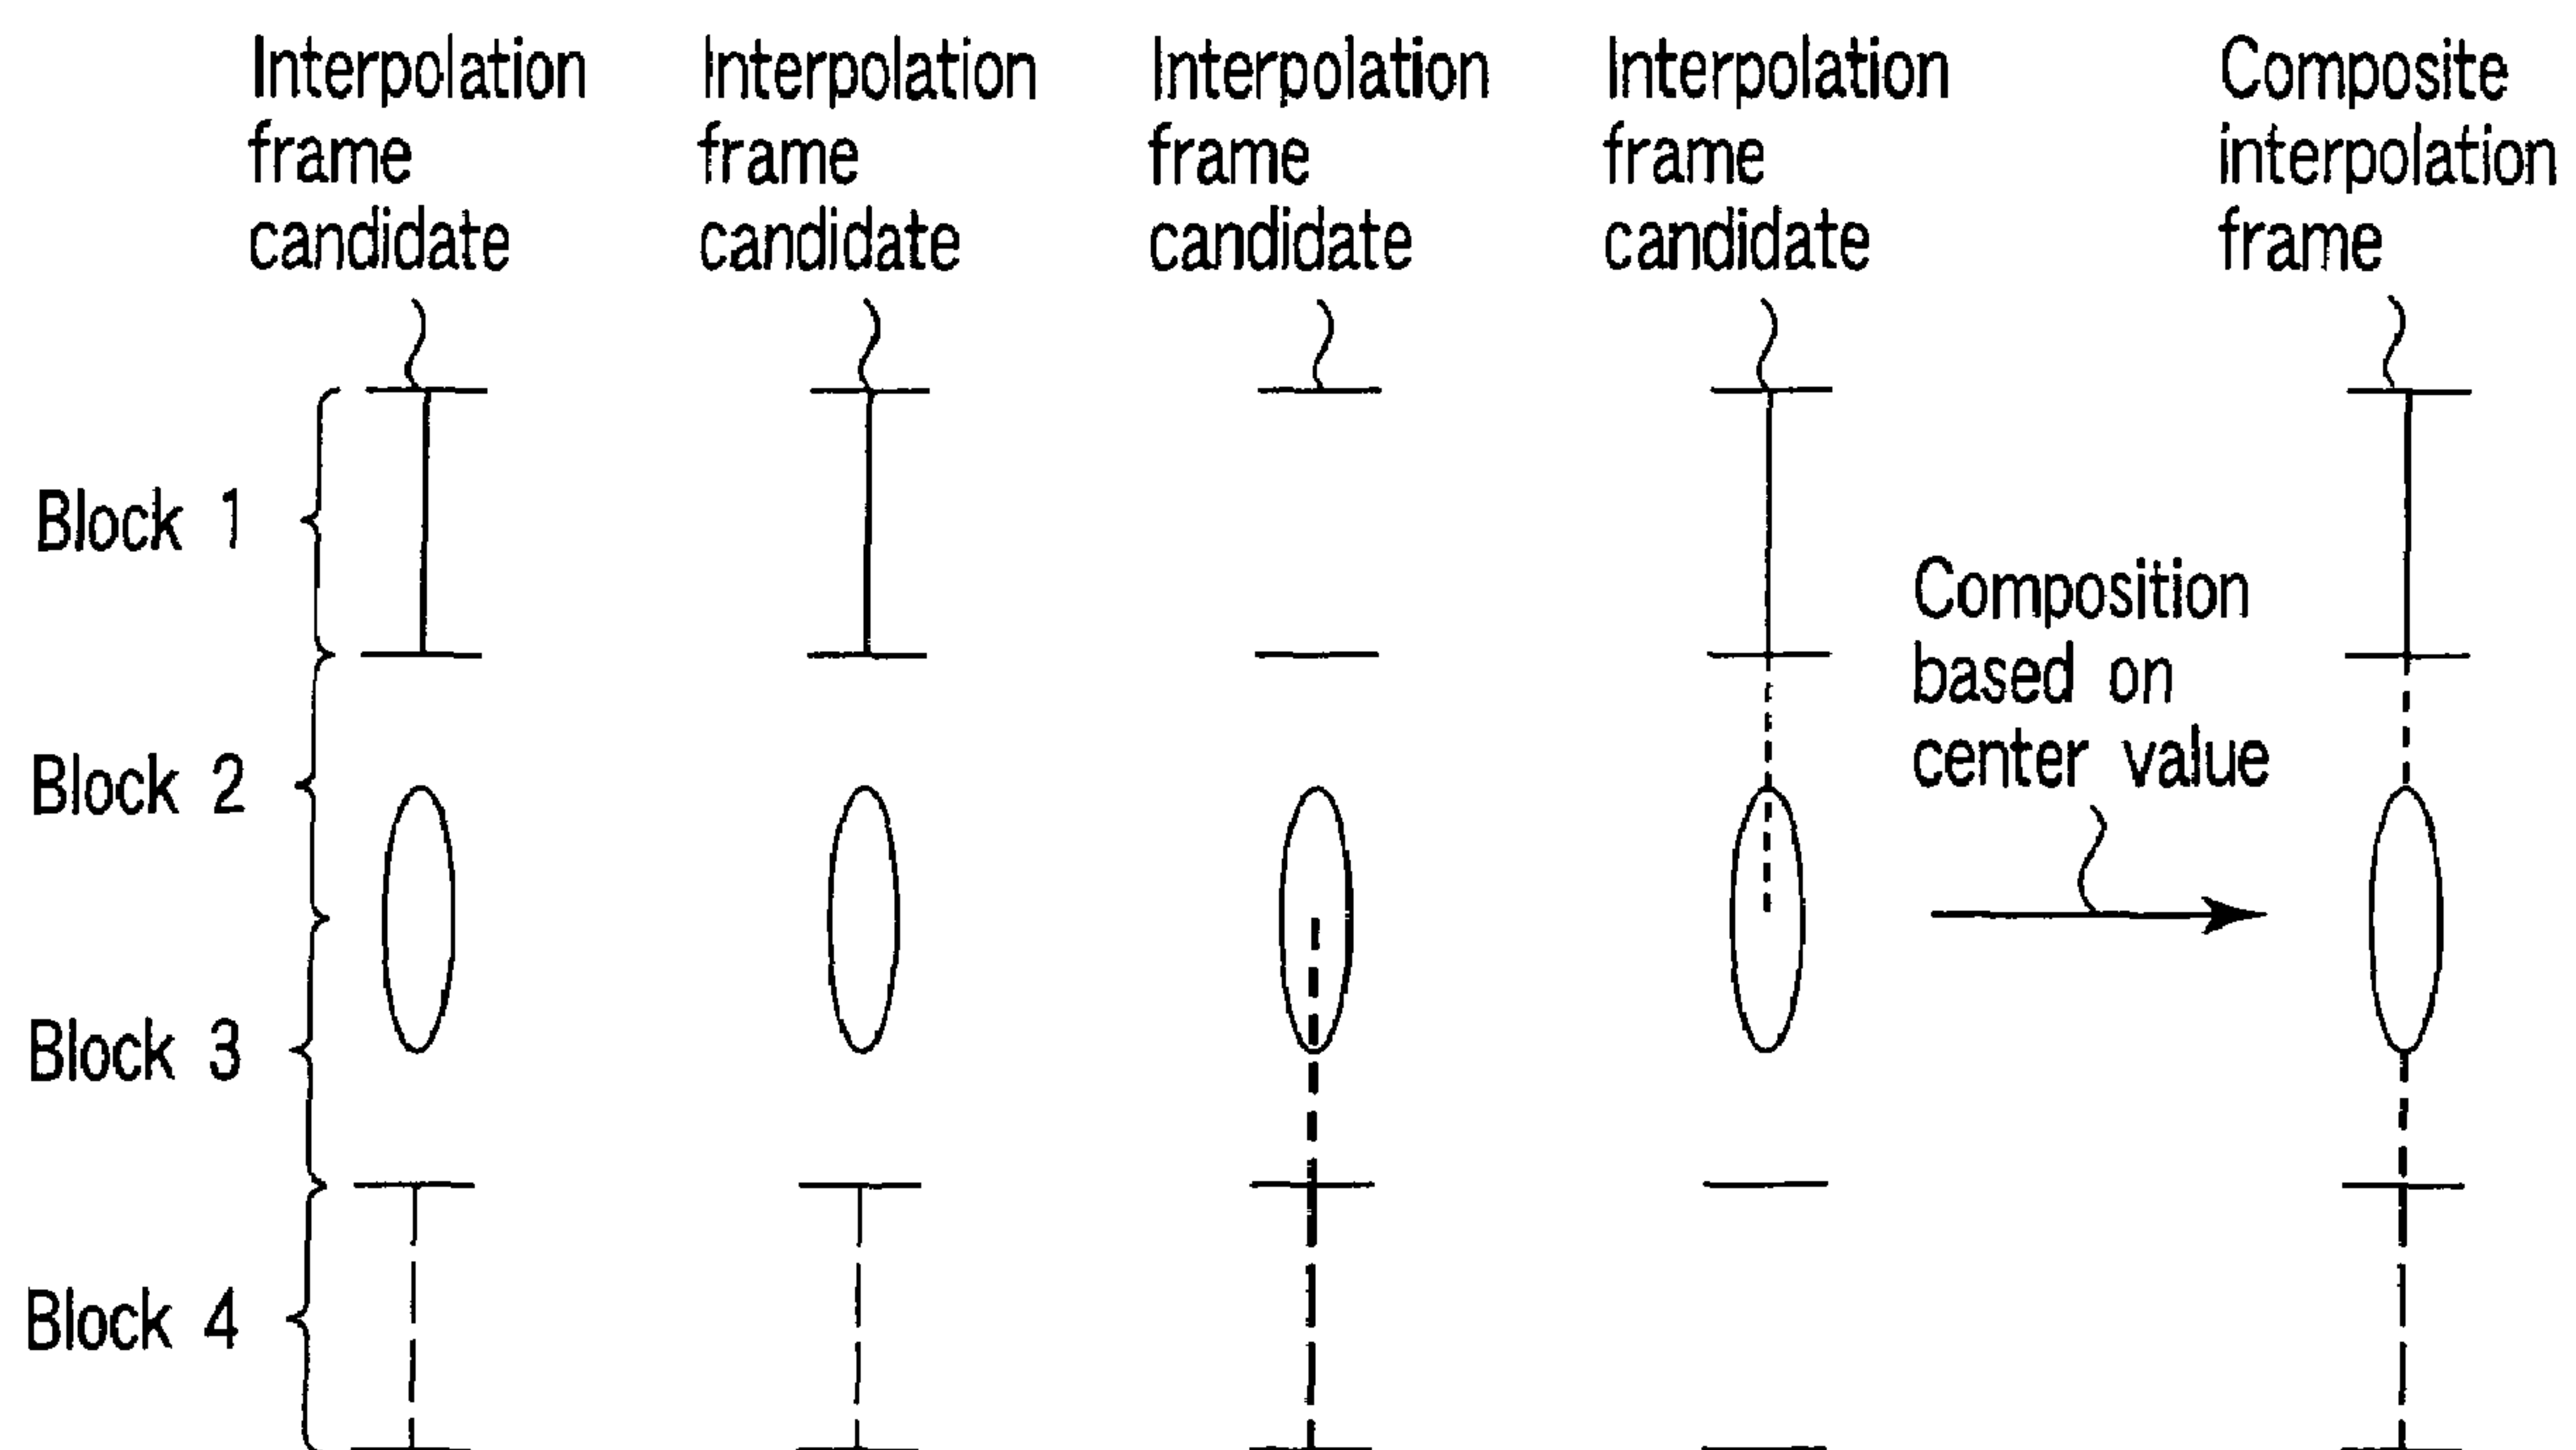 Interpolation
frame
candidate
Interpolation
frame
candidate
Interpolation
frame
candidate
Interpolation
frame
candidate
Composite
interpolation
frame
Block 1
Composition
based on
center value
Block 2
Block 3
Block 4